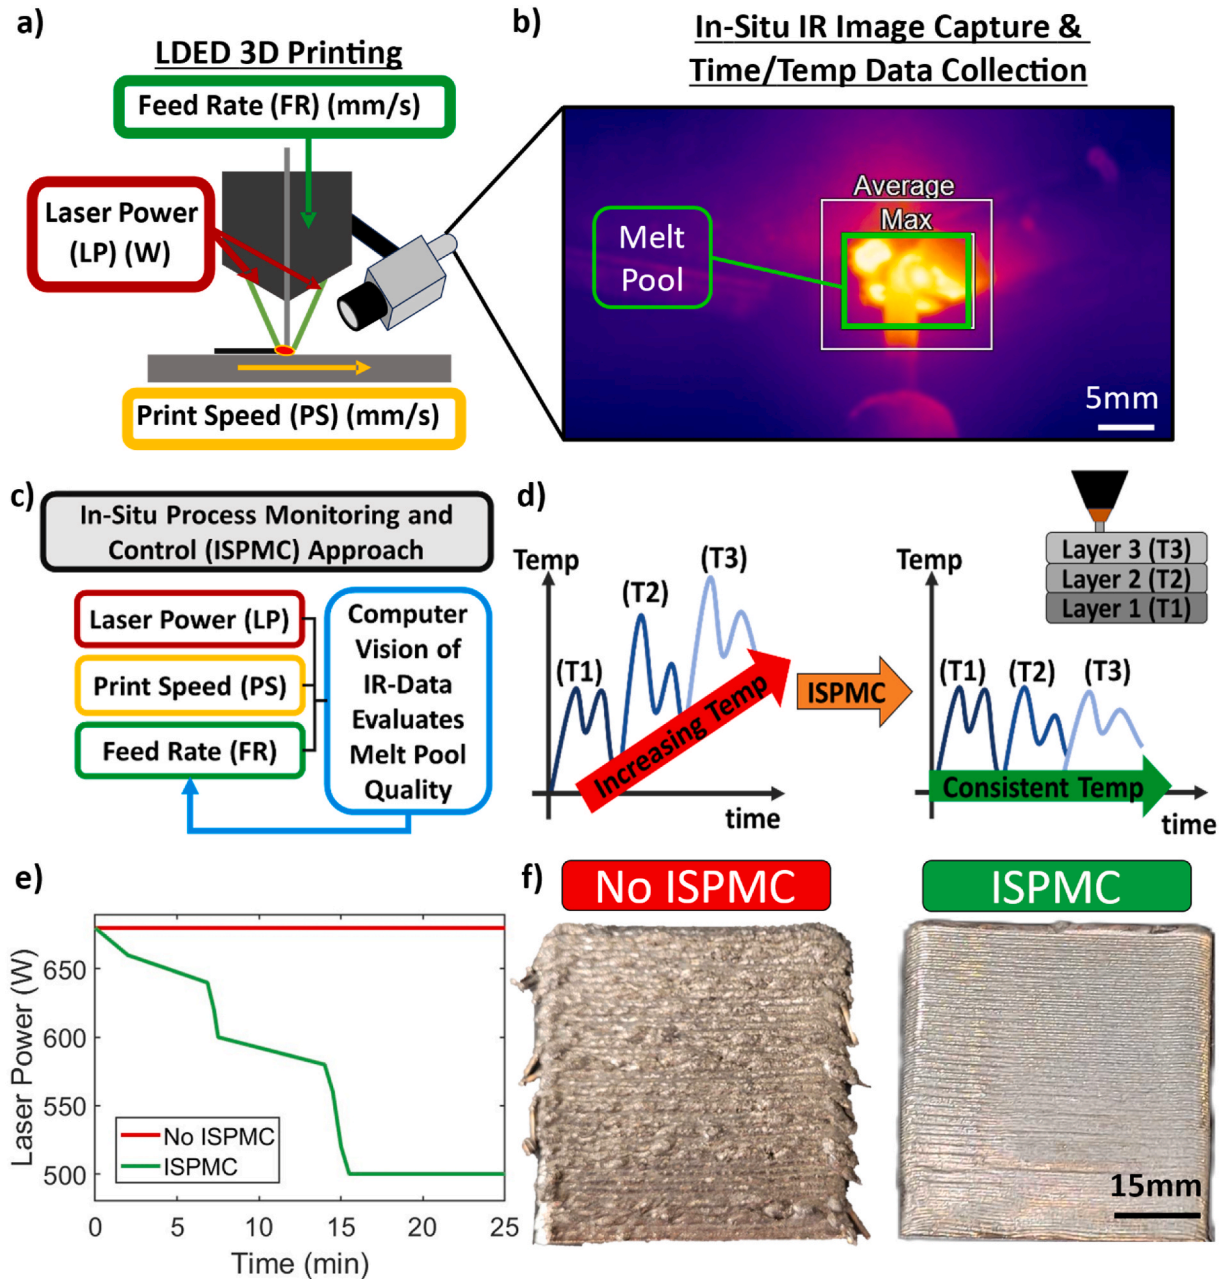 a)
LDED 3D Printing
Feed Rate (FR) (mm/s)
Laser Power
(LP) (W)
Print Speed (PS) (mm/s)
b)
In-Situ IR Image Capture &
Time/Temp Data Collection
Average
Max
Melt
Pool
5mm
c)
In-Situ Process Monitoring and
Control (ISPMC) Approach
Laser Power (LP)
Print Speed (PS)
Feed Rate (FR)
Computer
Vision of
IR-Data
Evaluates
Melt Pool
Quality
d)
Temp
(T1)
(T2)
(T3)
Increasing Temp
time
ISPMC
Layer 3 (T3)
Layer 2 (T2)
Layer 1 (T1)
Temp
(T1)
(T2)
(T3)
Consistent Temp
time
e)
Laser Power (W)
650
600
550
500
No ISPMC
ISPMC
0
5
10
15
20
25
Time (min)
f)
No ISPMC
ISPMC
15mm